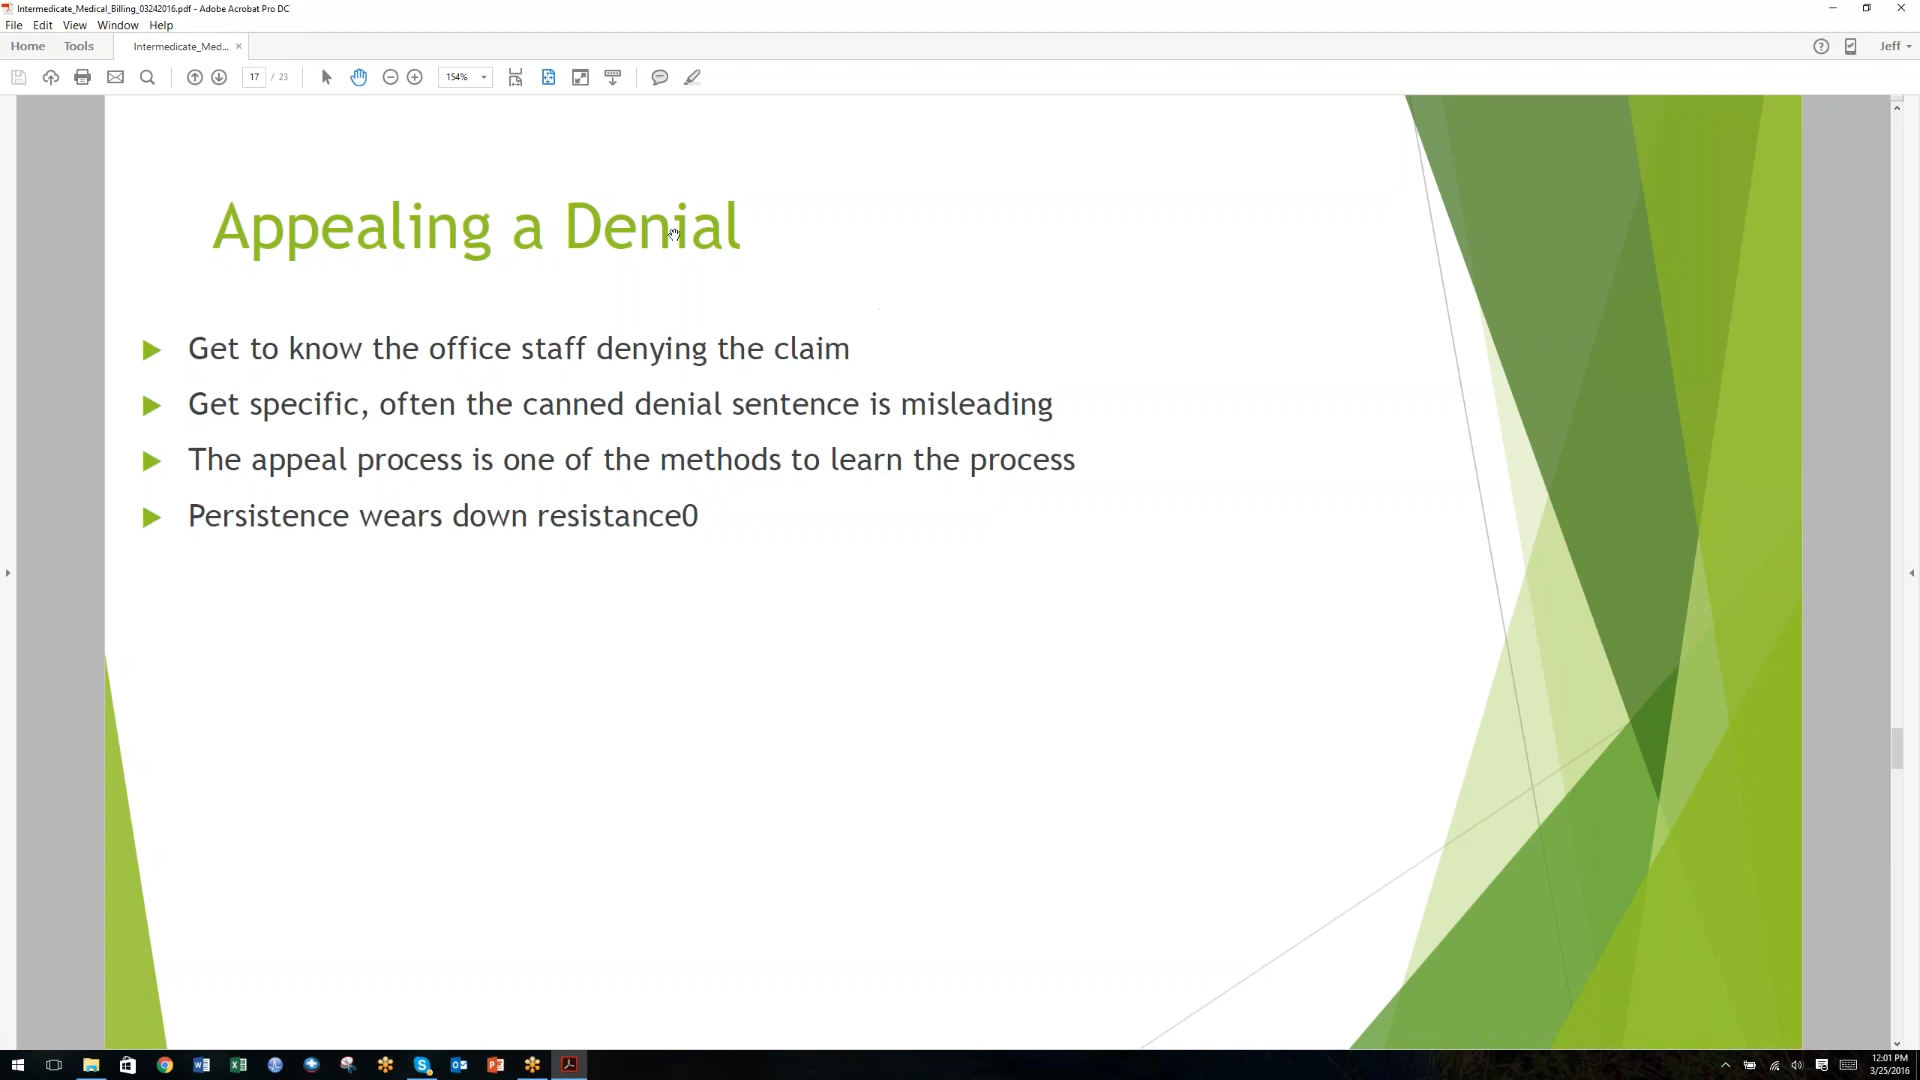 Intermedicate_Medical_Billing_03242016.pdf - Adobe Acrobat Pro DC
File Edit View Window Help
Home Tools Intermedicate_Med... × Jeff
17 / 23 154%
Appealing a Denial
Get to know the office staff denying the claim
Get specific, often the canned denial sentence is misleading
The appeal process is one of the methods to learn the process
Persistence wears down resistance0
12:01 PM
3/25/2016